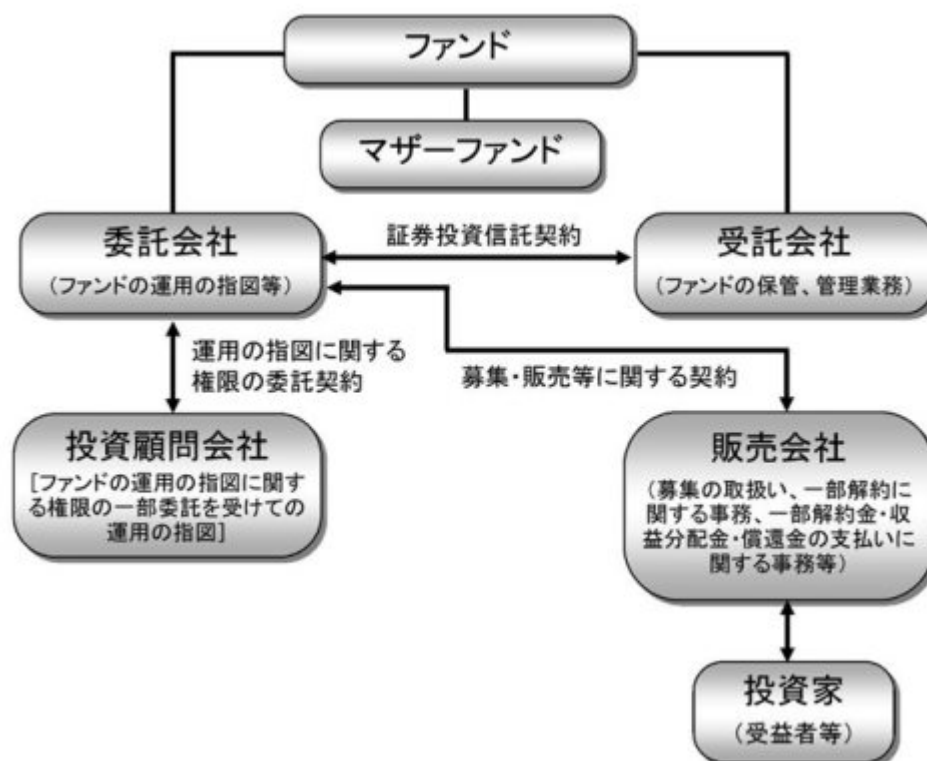 ファンド
マザーファンド
委託会社
(ファンドの運用の指図等)
証券投資信託契約
受託会社
(ファンドの保管、管理業務)
運用の指図に関する
権限の委託契約
募集・販売等に関する契約
投資顧問会社
[ファンドの運用の指図に関す
る権限の一部委託を受けての
運用の指図]
販売会社
(募集の取扱い、一部解約に
関する事務、一部解約金・収
益分配金・償還金の支払いに
関する事務等)
投資家
(受益者等)